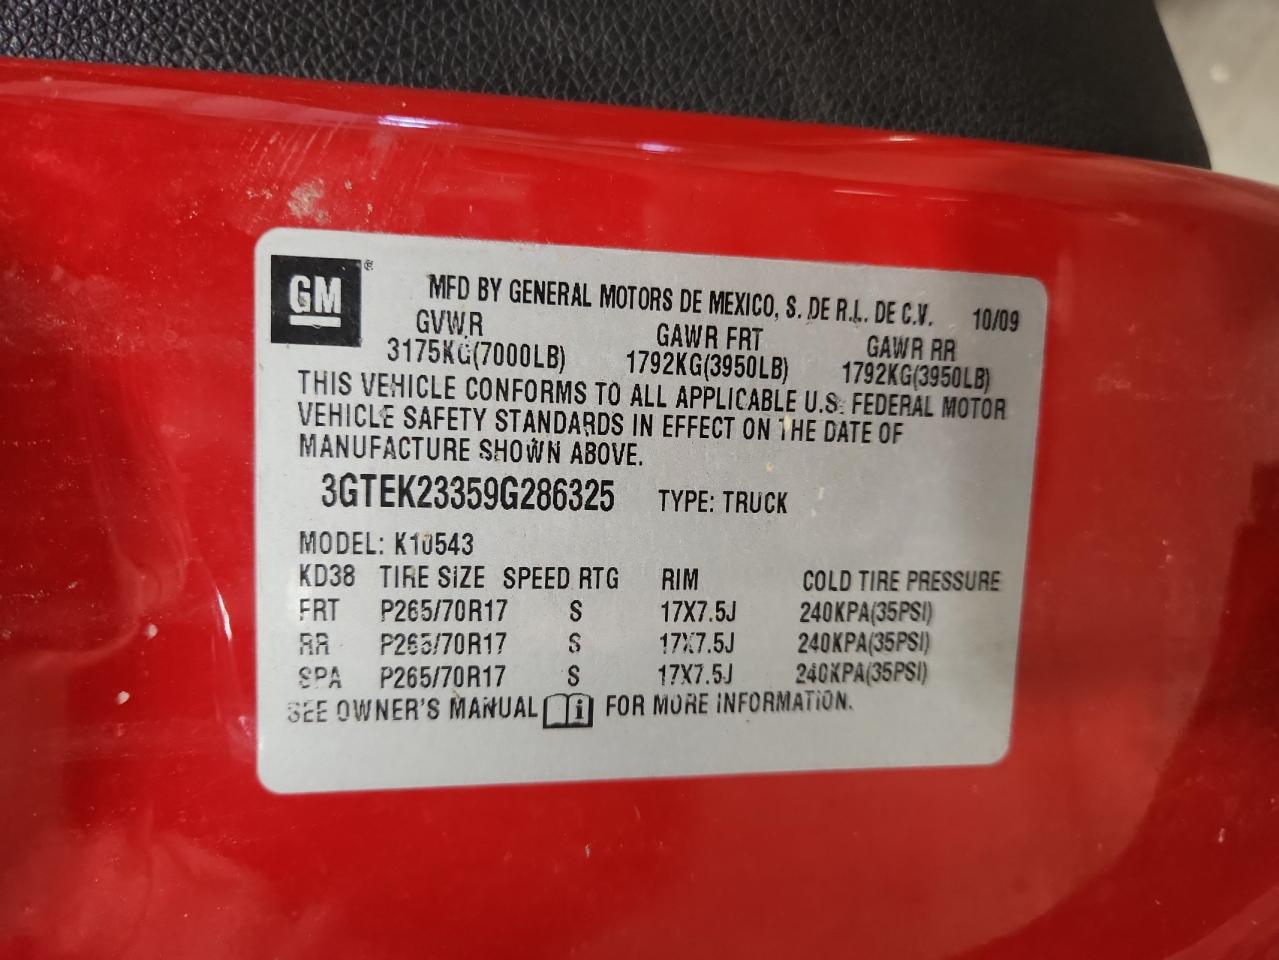 GM ®
MFD BY GENERAL MOTORS DE MEXICO, S. DE R.L. DE C.V. 10/09
GVWR GAWR FRT GAWR RR
3175KG(7000LB) 1792KG(3950LB) 1792KG(3950LB)
THIS VEHICLE CONFORMS TO ALL APPLICABLE U.S. FEDERAL MOTOR
VEHICLE SAFETY STANDARDS IN EFFECT ON THE DATE OF
MANUFACTURE SHOWN ABOVE.
3GTEK23359G286325 TYPE: TRUCK
MODEL: K10543
KD38 TIRE SIZE SPEED RTG RIM COLD TIRE PRESSURE
FRT P265/70R17 S 17X7.5J 240KPA(35PSI)
RR P265/70R17 S 17X7.5J 240KPA(35PSI)
SPA P265/70R17 S 17X7.5J 240KPA(35PSI)
SEE OWNER'S MANUAL i FOR MORE INFORMATION.